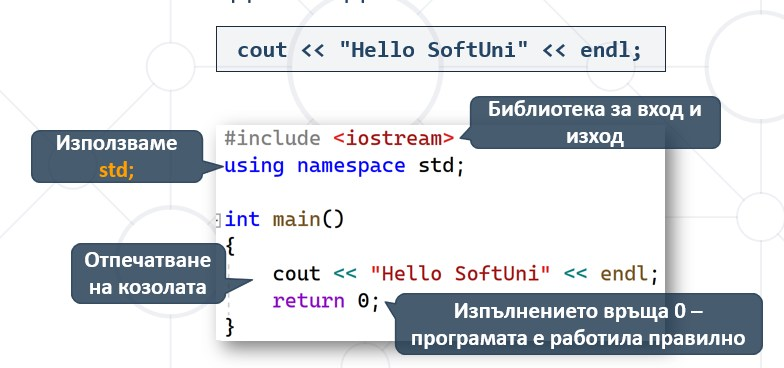 cout << "Hello SoftUni" << endl;
Библиотека за вход и
изход
Използваме
std;
#include <iostream>
using namespace std;
int main()
{
Отпечатване
на козолата
cout << "Hello SoftUni" << endl;
return 0;
}
Изпълнението връща 0 –
програмата е работила правилно